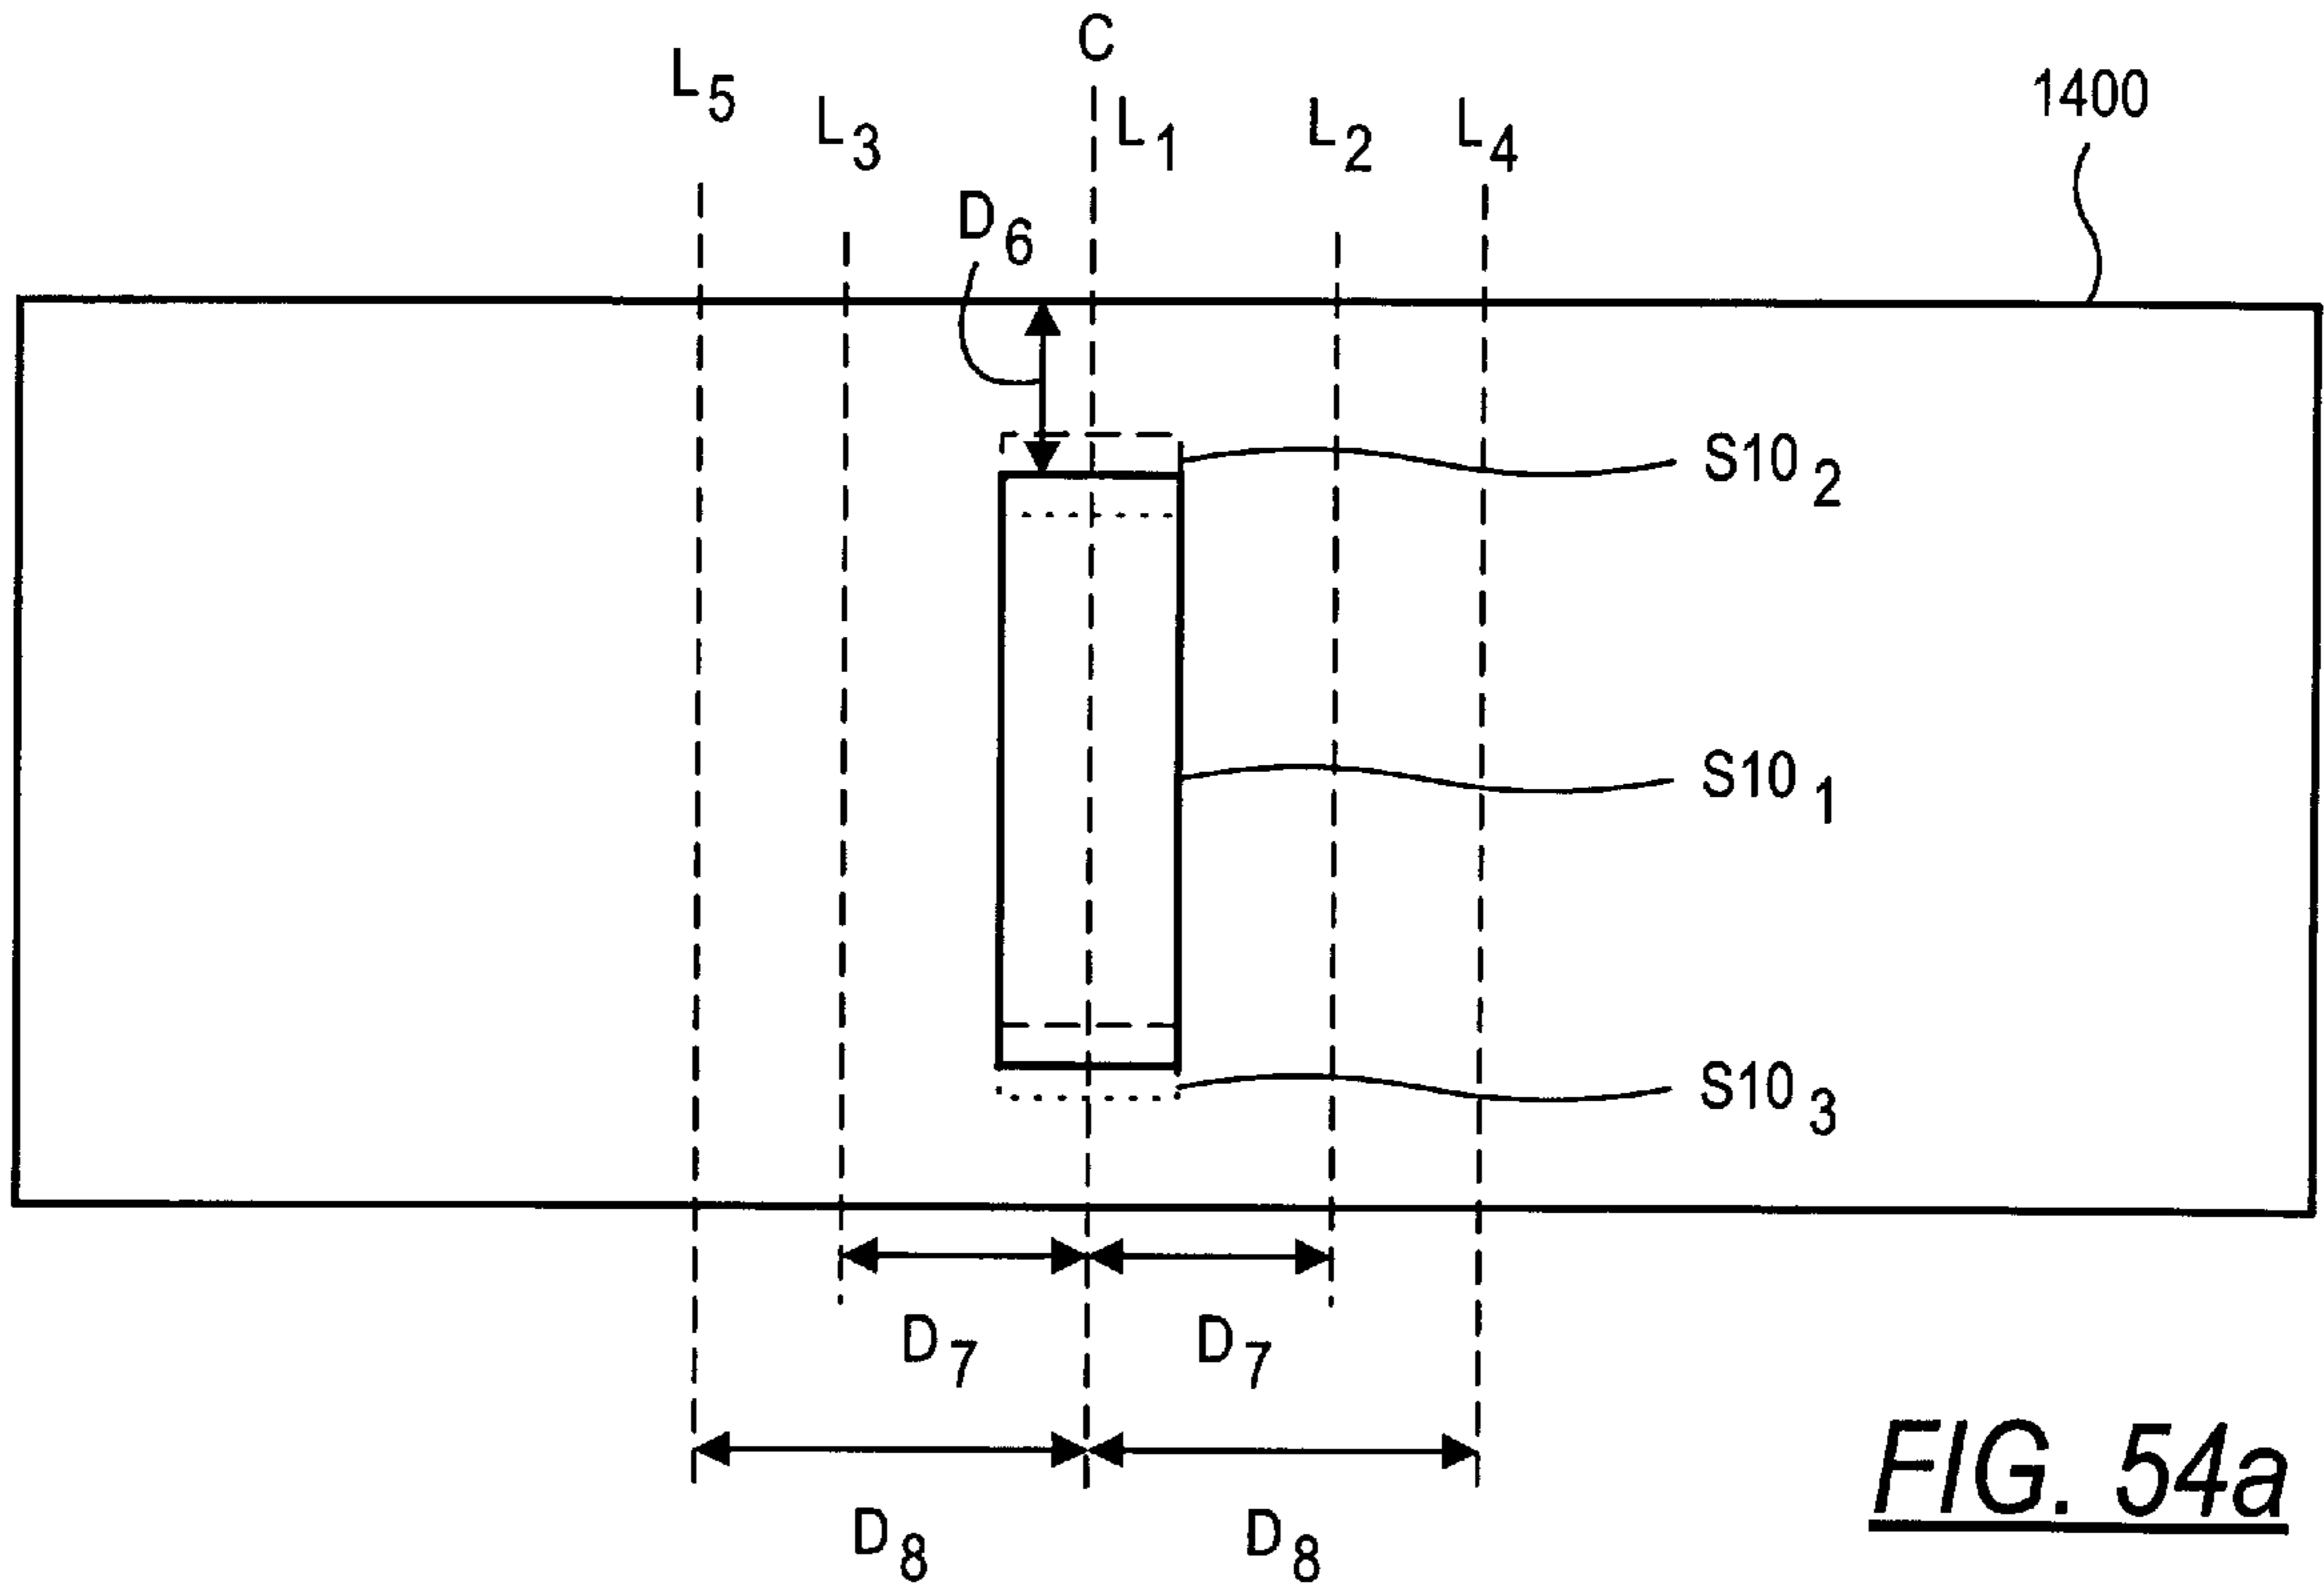 C
L5 L3 L1 L2 L4 1400
D6
S10 2
S10 1
S10 3
D7 D7
D8 D8
FIG. 54a